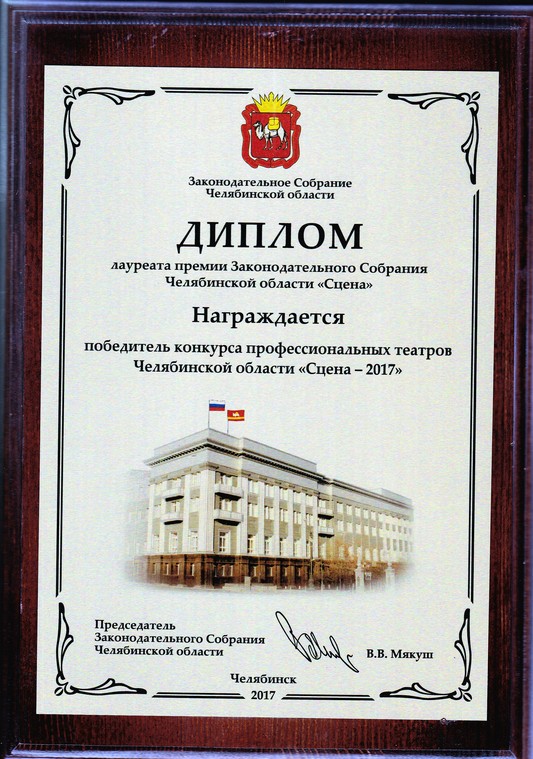 Законодательное Собрание
Челябинской области
ДИПЛОМ
лауреата премии Законодательного Собрания
Челябинской области «Сцена»
Награждается
победитель конкурса профессиональных театров
Челябинской области «Сцена – 2017»
Председатель
Законодательного Собрания
Челябинской области
В.В. Мякуш
Челябинск
2017